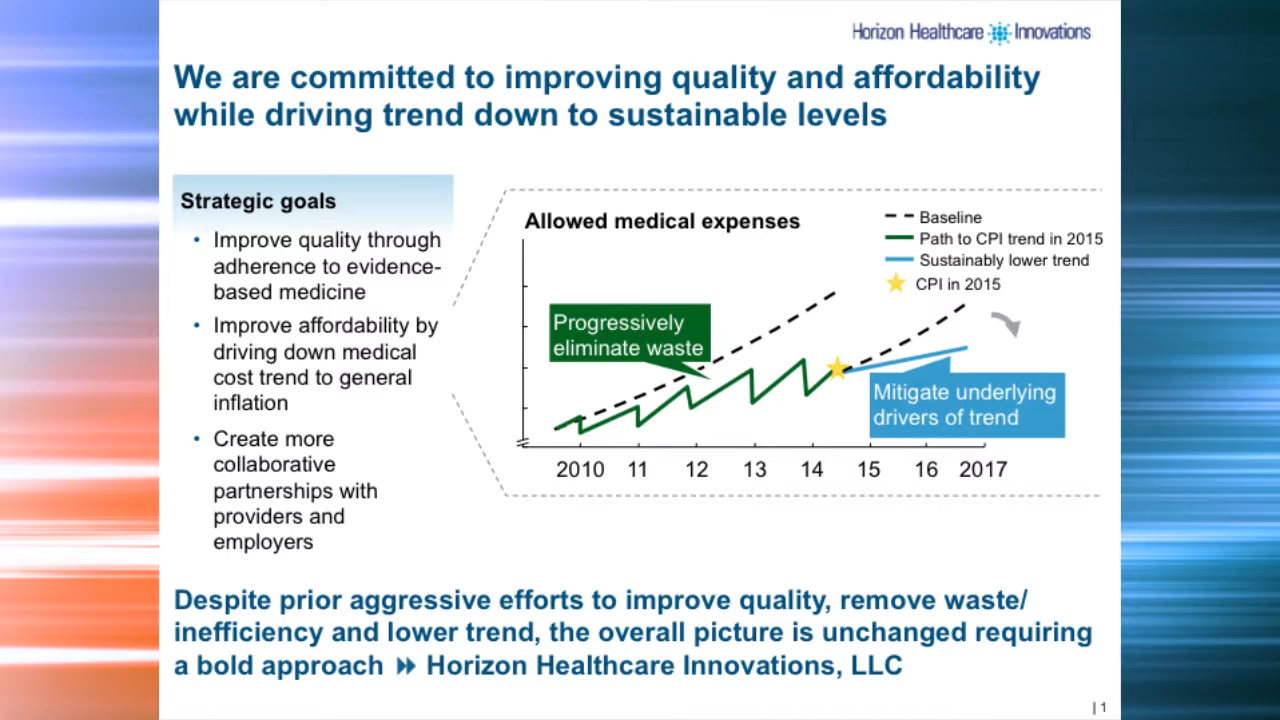 Horizon Healthcare Innovations
We are committed to improving quality and affordability
while driving trend down to sustainable levels
Strategic goals
• Improve quality through
adherence to evidence-
based medicine
• Improve affordability by
driving down medical
cost trend to general
inflation
• Create more
collaborative
partnerships with
providers and
employers
Allowed medical expenses
Baseline
Path to CPI trend in 2015
Sustainably lower trend
CPI in 2015
Progressively
eliminate waste
Mitigate underlying
drivers of trend
2010 11 12 13 14 15 16 2017
Despite prior aggressive efforts to improve quality, remove waste/
inefficiency and lower trend, the overall picture is unchanged requiring
a bold approach Horizon Healthcare Innovations, LLC
| 1